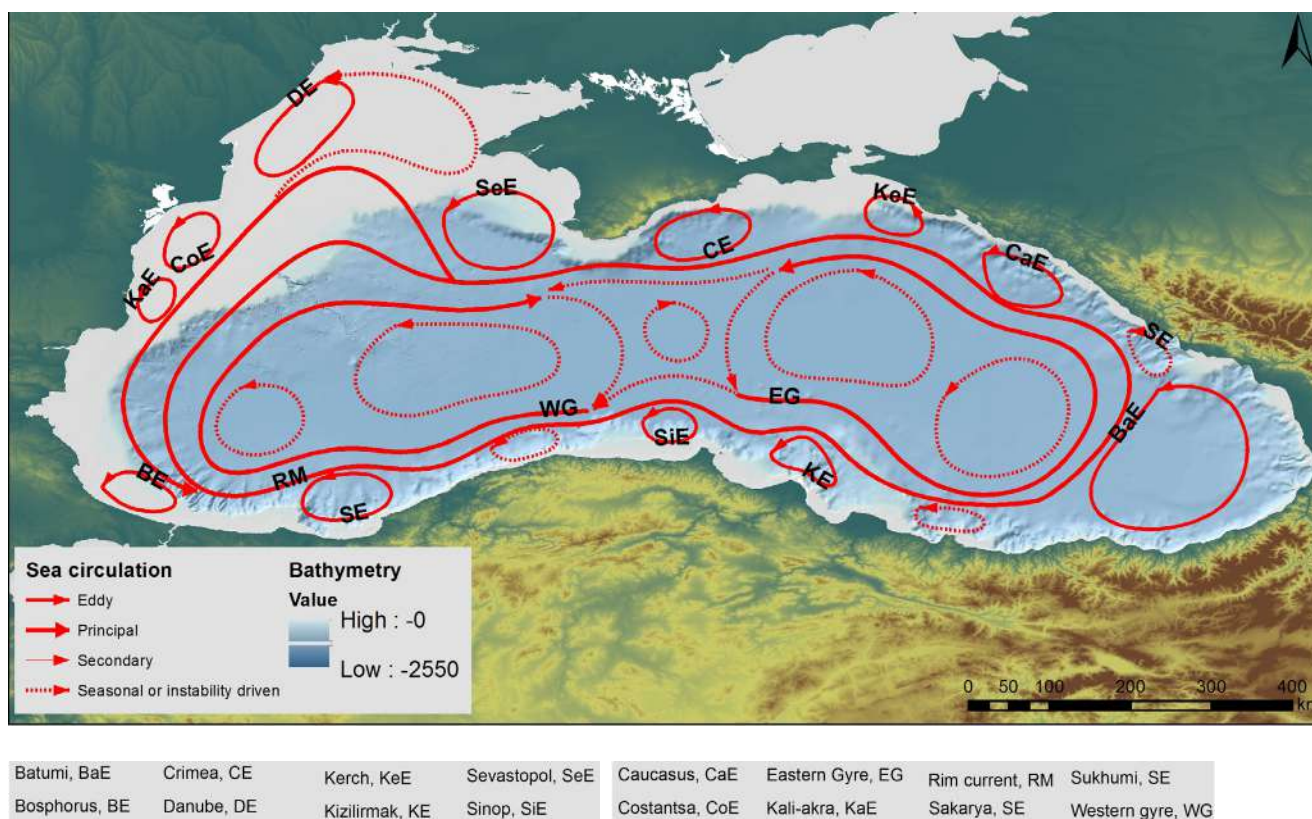 DE
SeE
KeE
CoE
CE
CaE
KaE
SE
WG
EG
BaE
SiE
RM
BE
KE
SE
Sea circulation
Eddy
Principal
Secondary
Seasonal or instability driven
Bathymetry
Value
High : -0
Low : -2550
0 50 100 200 300 400
km
Batumi, BaE Crimea, CE Kerch, KeE Sevastopol, SeE Caucasus, CaE Eastern Gyre, EG Rim current, RM Sukhumi, SE
Bosphorus, BE Danube, DE Kizilirmak, KE Sinop, SiE Costantsa, CoE Kali-akra, KaE Sakarya, SE Western gyre, WG